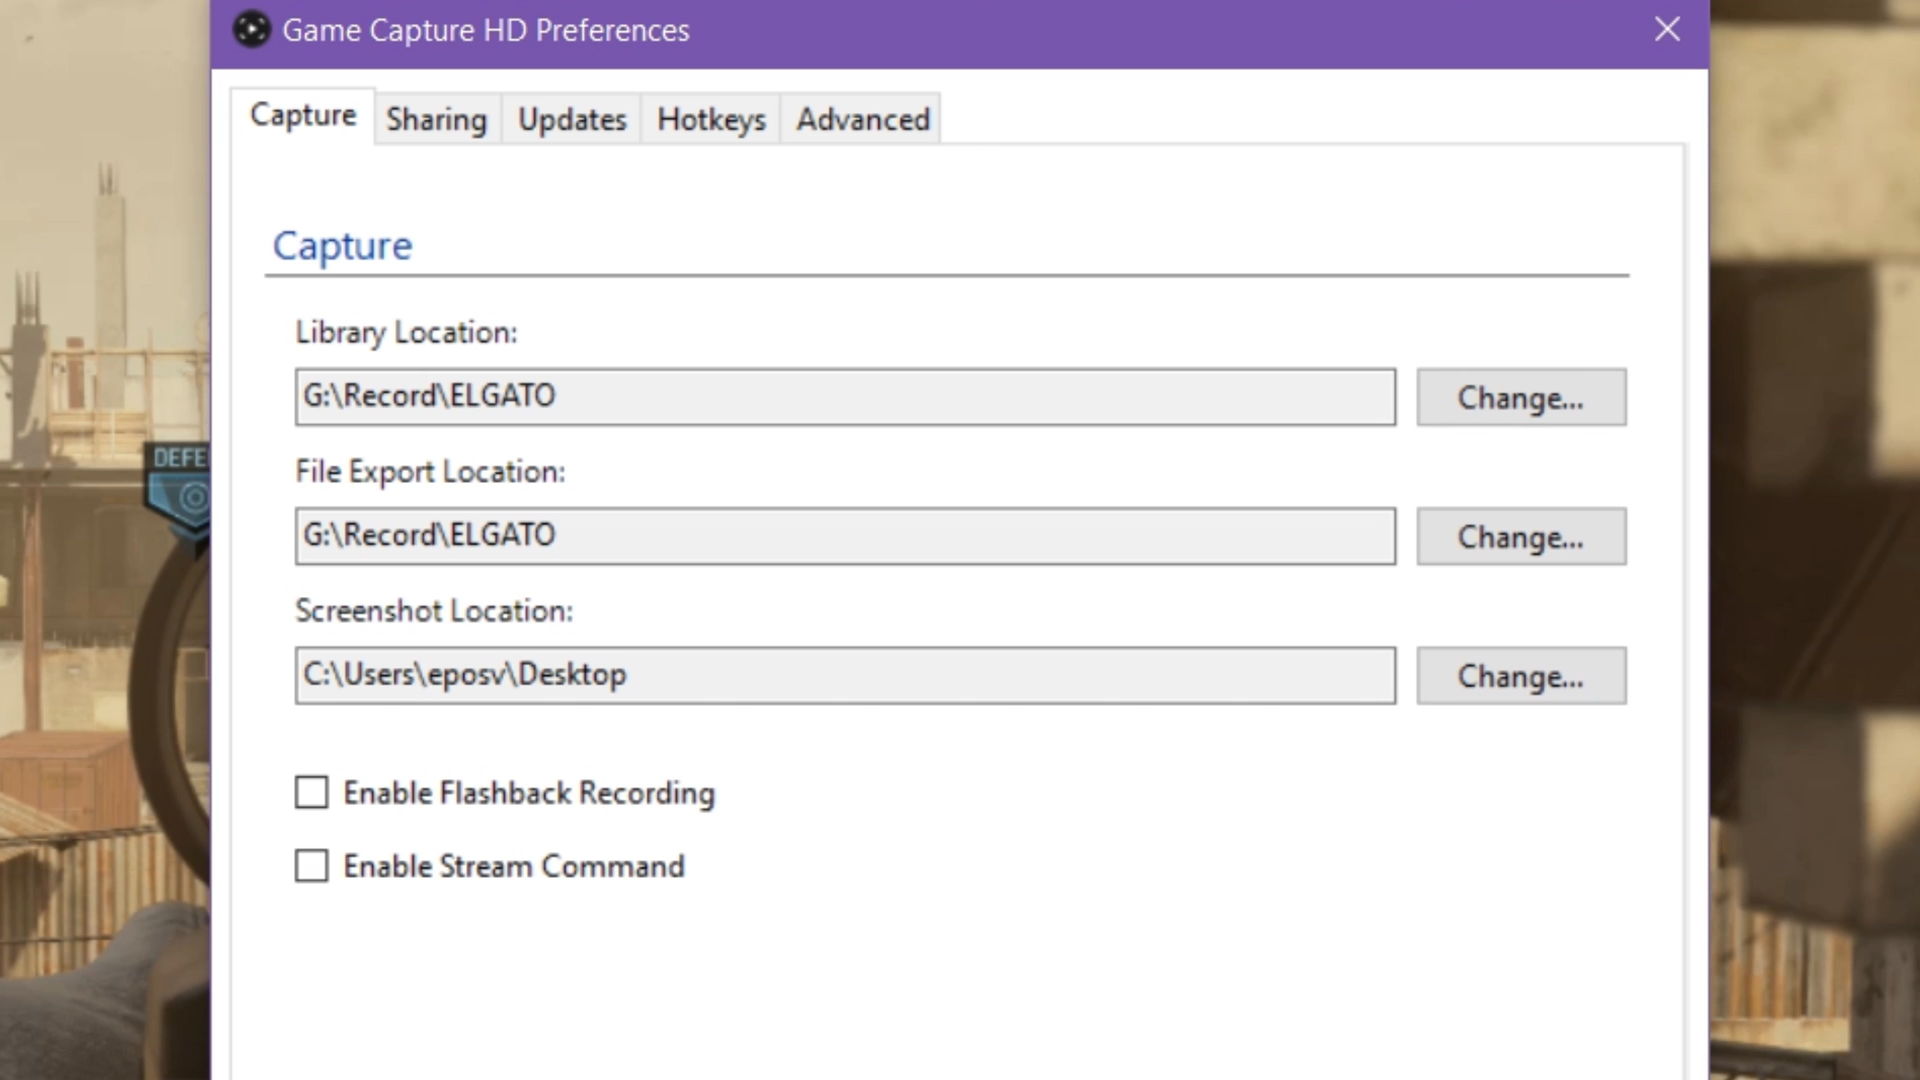 Game Capture HD Preferences
Capture
Sharing
Updates
Hotkeys
Advanced
Capture
Library Location:
G:\Record\ELGATO
Change...
File Export Location:
DEFE
G:\Record\ELGATO
Change...
Screenshot Location:
C:\Users\eposv\Desktop
Change...
Enable Flashback Recording
Enable Stream Command